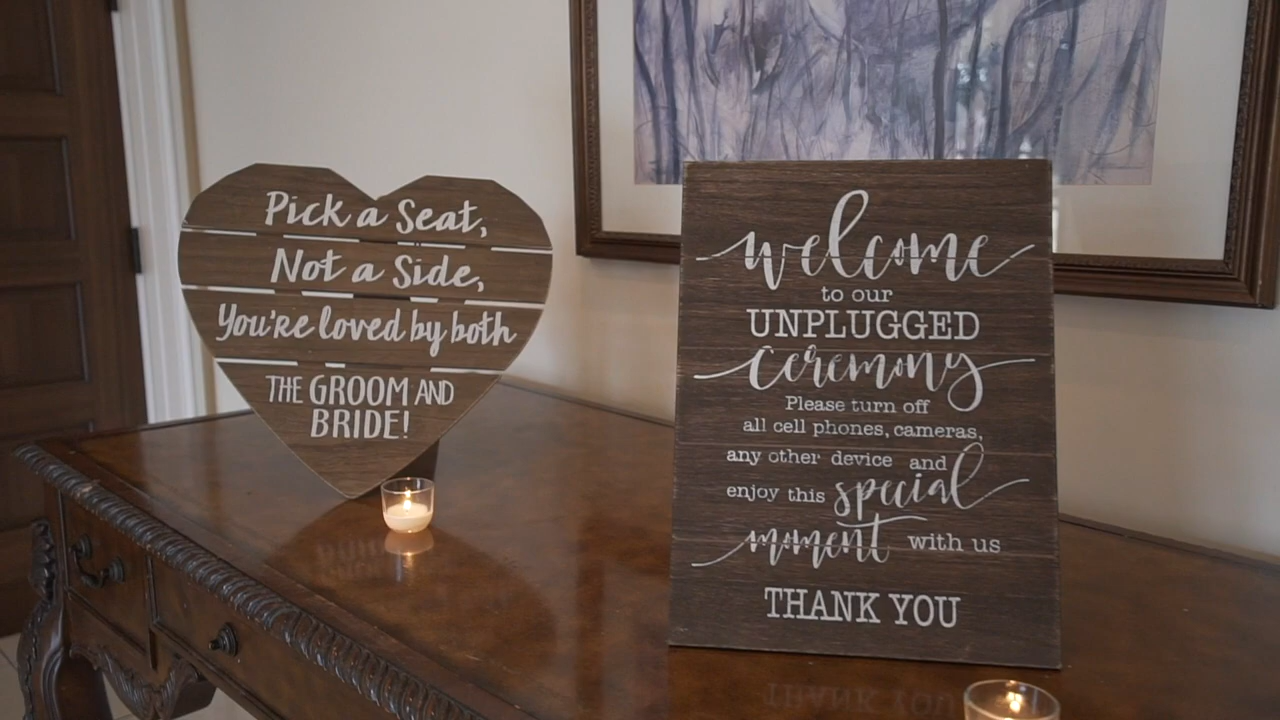 Pick a Seat,
Not a Side,
You're loved by both
THE GROOM AND
BRIDE!
welcome
to our
UNPLUGGED
ceremony
Please turn off
all cell phones, cameras,
any other device and
enjoy this special
moment with us
THANK YOU